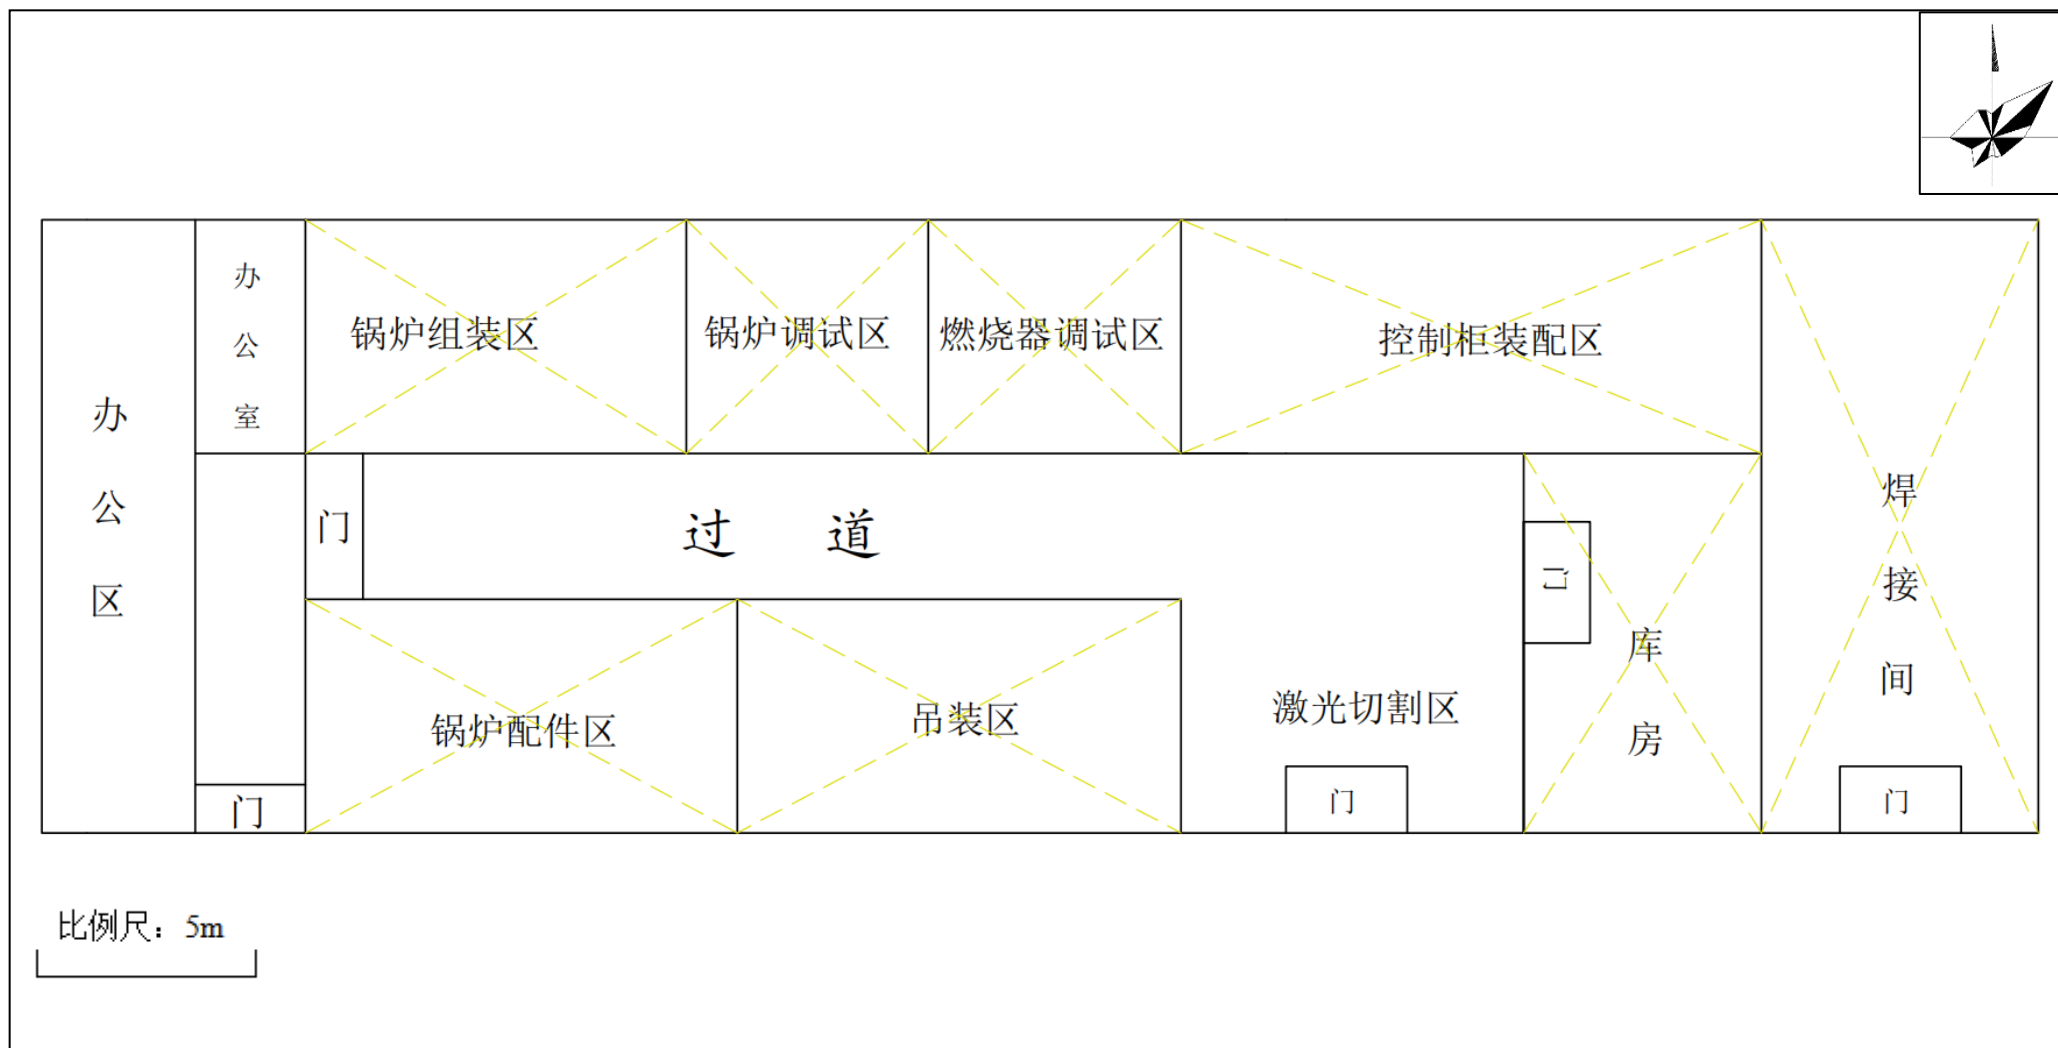 办公室
锅炉组装区
锅炉调试区
燃烧器调试区
控制柜装配区
办公区
门
过道
门
焊接间
库房
锅炉配件区
吊装区
激光切割区
门
门
门
比例尺：5m